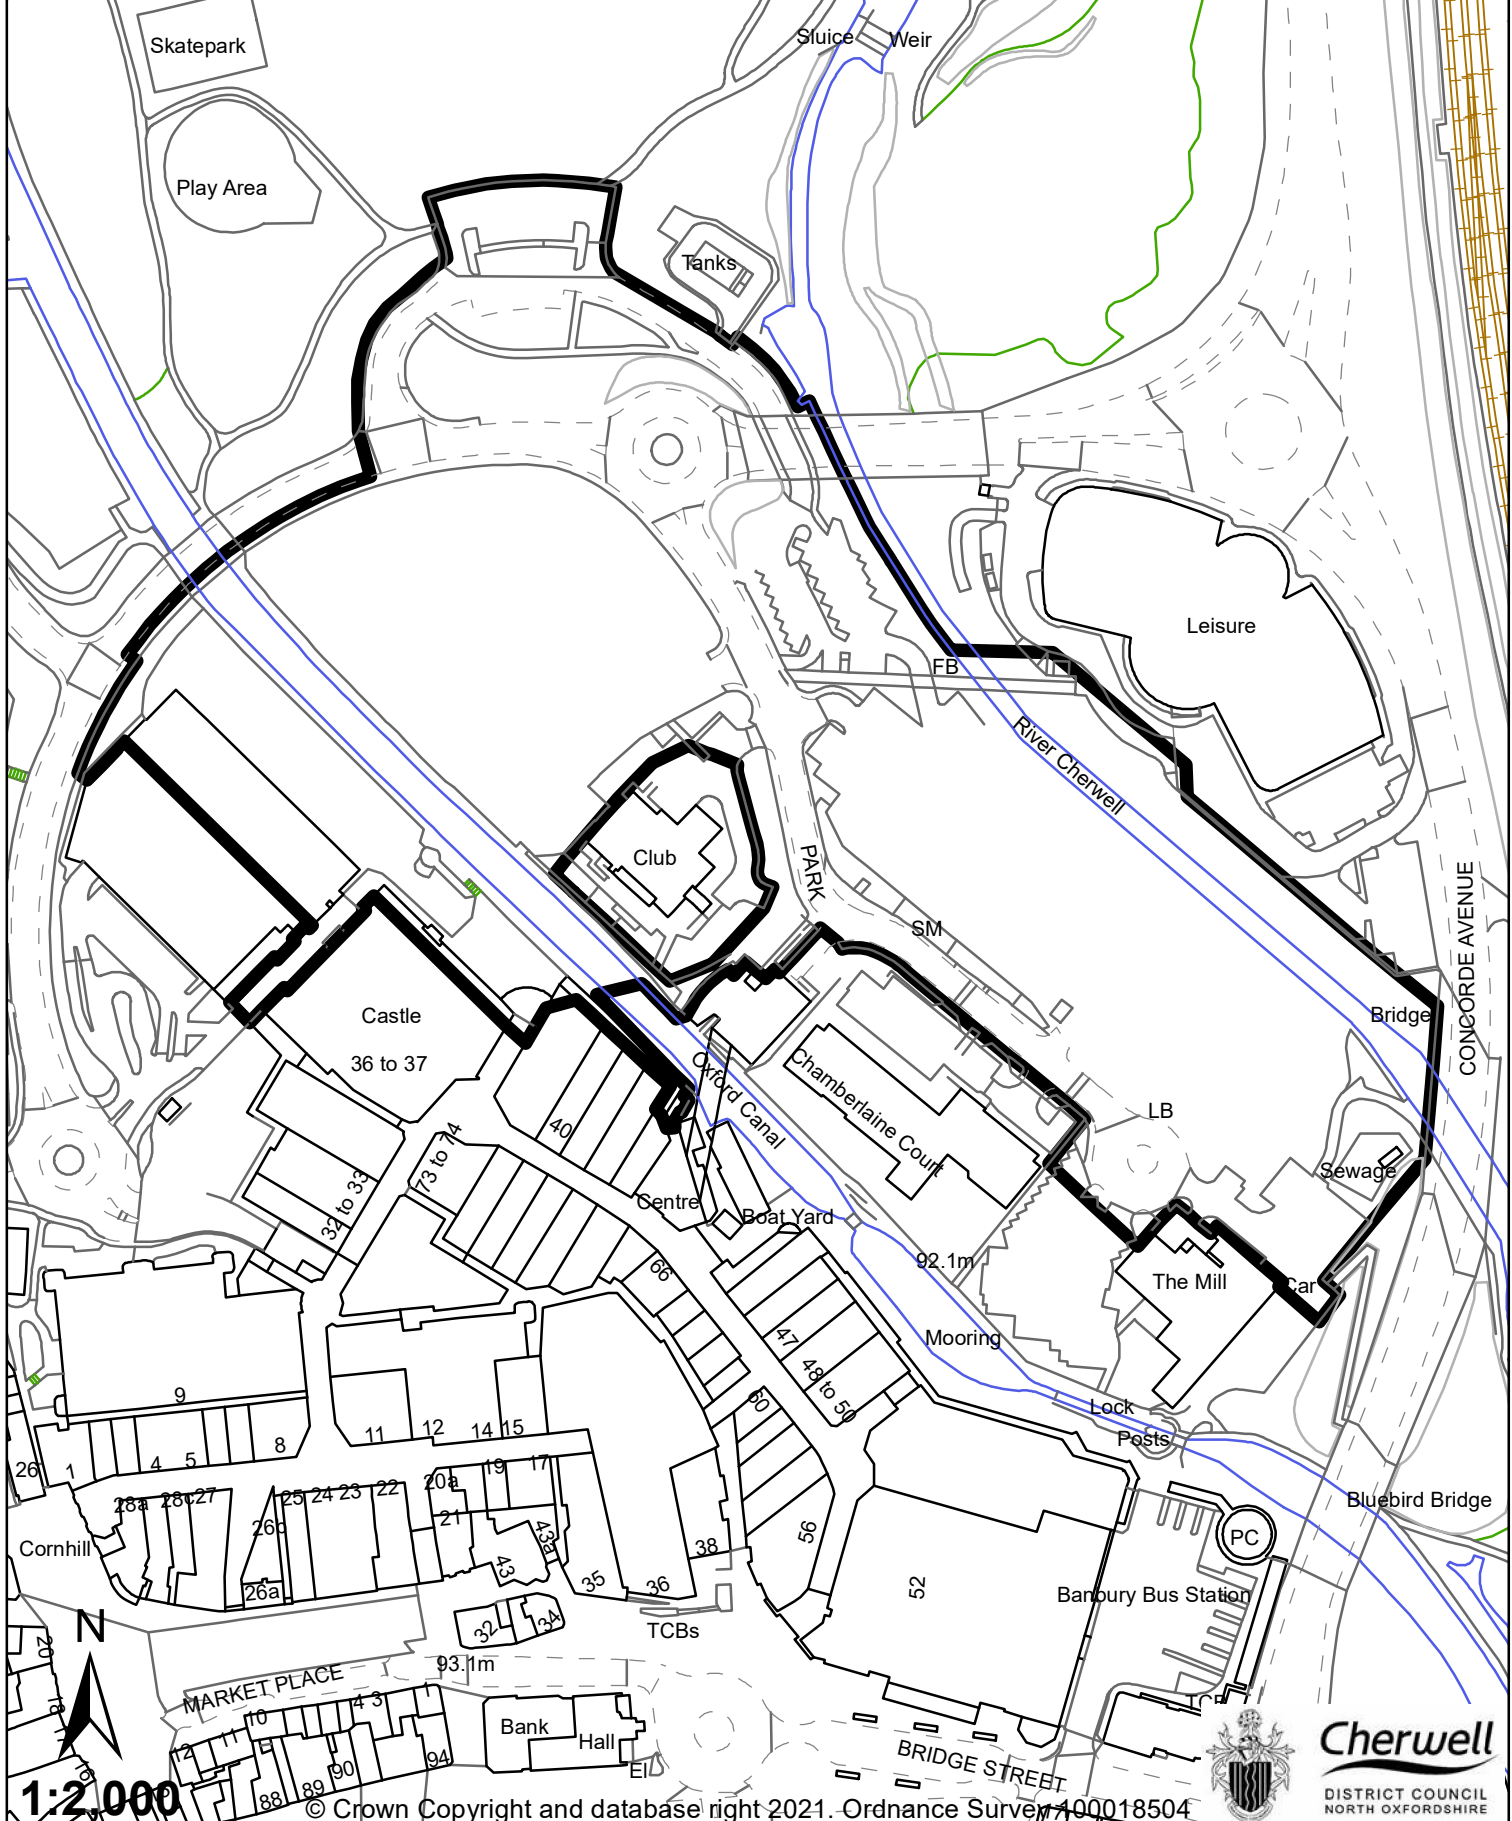 Skatepark
Sluice
Weir
Play Area
Tanks
Leisure
FB
River Cherwell
Club
PARK
CONCORDE AVENUE
SM
Castle
36 to 37
Bridge
Oxford Canal
Chamberlaine Court
LB
40
73 to 74
Sewage
32 to 33
Centre
Boat Yard
92.1m
The Mill
Car
66
47
Mooring
48 to 50
9
60
Lock
Posts
11
12
14
15
8
26
1
4
5
28a
28c
27
25
24
23
22
20a
19
17
21
26c
43a
Bluebird Bridge
PC
Cornhill
56
38
43
35
36
52
26a
Banbury Bus Station
32
34
TCBs
N
20
93.1m
MARKET PLACE
18
4
3
1
10
11
12
Bank
Hall
El
94
90
89
88
16
BRIDGE STREET
1:2,000
© Crown Copyright and database right 2021. Ordnance Survey 100018504
Cherwell
DISTRICT COUNCIL
NORTH OXFORDSHIRE